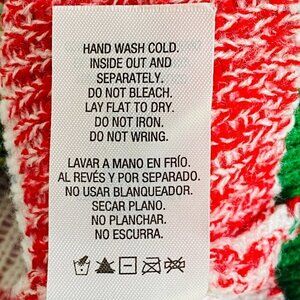 HAND WASH COLD.
INSIDE OUT AND
SEPARATELY.
DO NOT BLEACH.
LAY FLAT TO DRY.
DO NOT IRON.
DO NOT WRING.
LAVAR A MANO EN FRÍO.
AL REVÉS Y POR SEPARADO.
NO USAR BLANQUEADOR.
SECAR PLANO.
NO PLANCHAR.
NO ESCURRA.